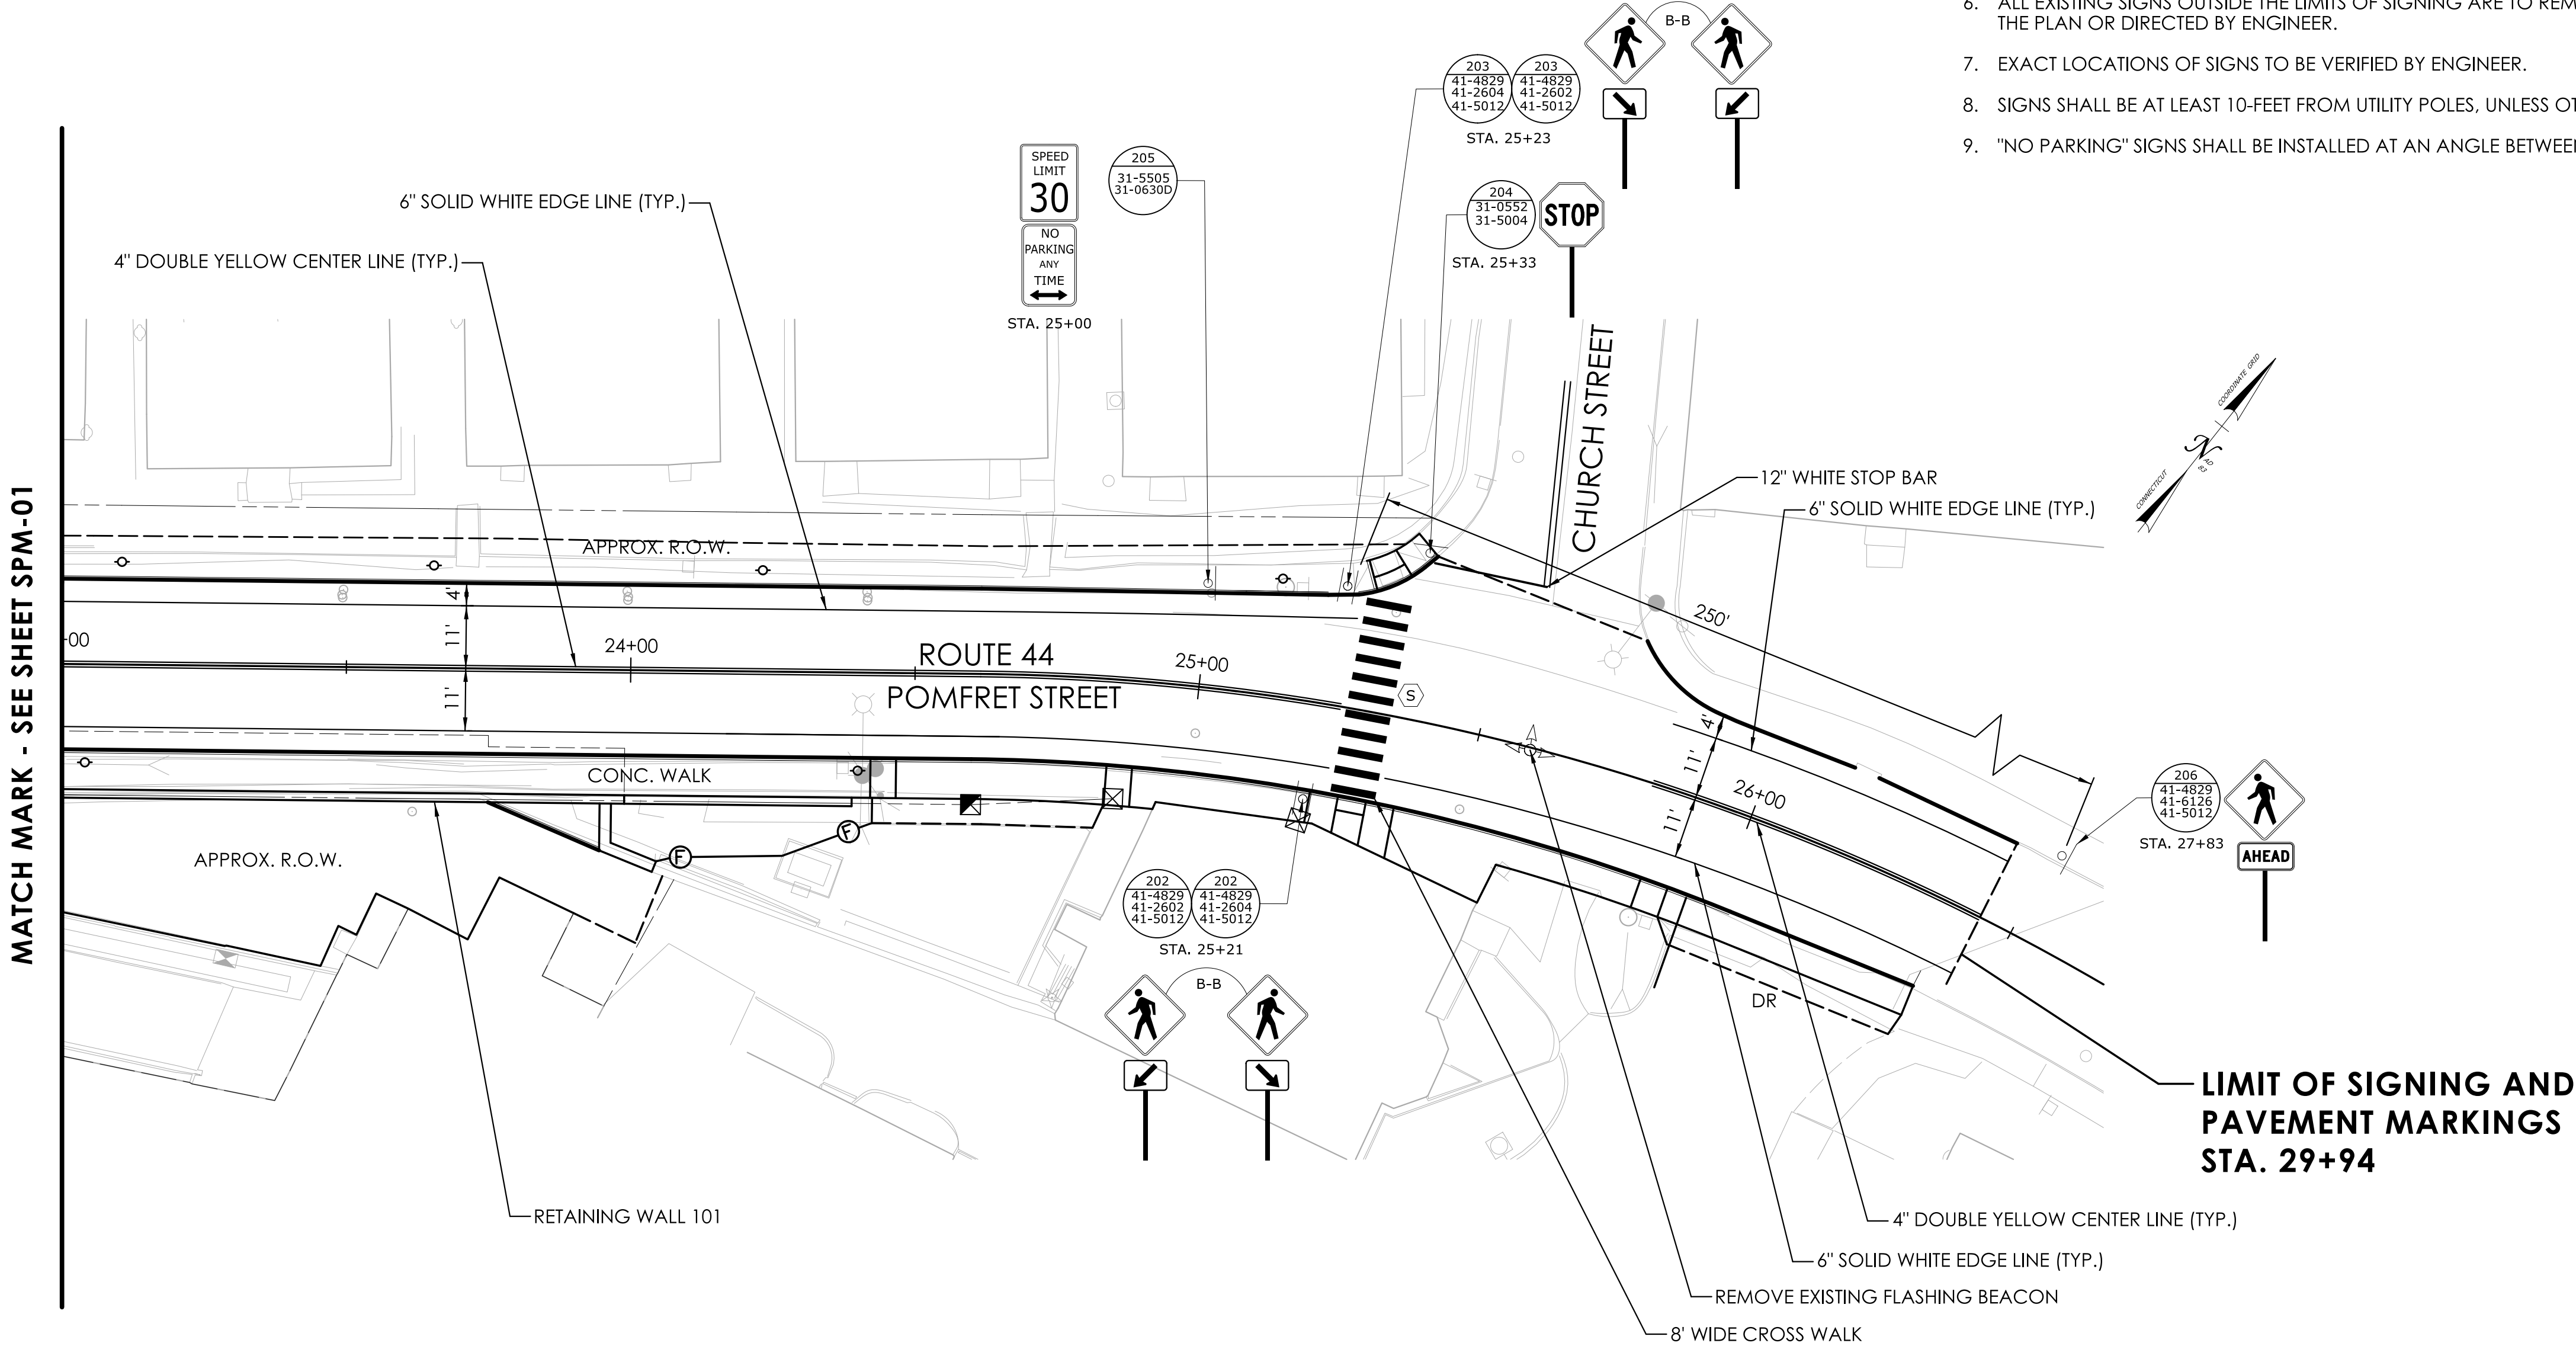 6. ALL EXISTING SIGNS OUTSIDE THE LIMITS OF SIGNING ARE TO
THE PLAN OR DIRECTED BY ENGINEER.
7. EXACT LOCATIONS OF SIGNS TO BE VERIFIED BY ENGINEER.
8. SIGNS SHALL BE AT LEAST 10-FEET FROM UTILITY POLES, UNLESS
9. "NO PARKING" SIGNS SHALL BE INSTALLED AT AN ANGLE
B-B
203
41-4829
41-2604
41-5012
203
41-4829
41-2602
41-5012
STA. 25+23
SPEED
LIMIT
30
NO
PARKING
ANY
TIME
STA. 25+00
205
31-5505
31-0630D
204
31-0552
31-5004
STOP
STA. 25+33
6" SOLID WHITE EDGE LINE (TYP.)
4" DOUBLE YELLOW CENTER LINE (TYP.)
CHURCH STREET
COORDINATE GRID
N
AD
83
CONNECTICUT
12" WHITE STOP BAR
6" SOLID WHITE EDGE LINE (TYP.)
MATCH MARK - SEE SHEET SPM-01
APPROX. R.O.W.
4'
11'
11'
-00
24+00
ROUTE 44
POMFRET STREET
25+00
S
250'
4'
11'
11'
26+00
CONC. WALK
F
F
APPROX. R.O.W.
206
41-4829
41-6126
41-5012
STA. 27+83
AHEAD
202
41-4829
41-2602
41-5012
202
41-4829
41-2604
41-5012
STA. 25+21
B-B
DR
LIMIT OF SIGNING AND
PAVEMENT MARKINGS
STA. 29+94
RETAINING WALL 101
4" DOUBLE YELLOW CENTER LINE (TYP.)
6" SOLID WHITE EDGE LINE (TYP.)
REMOVE EXISTING FLASHING BEACON
8' WIDE CROSS WALK